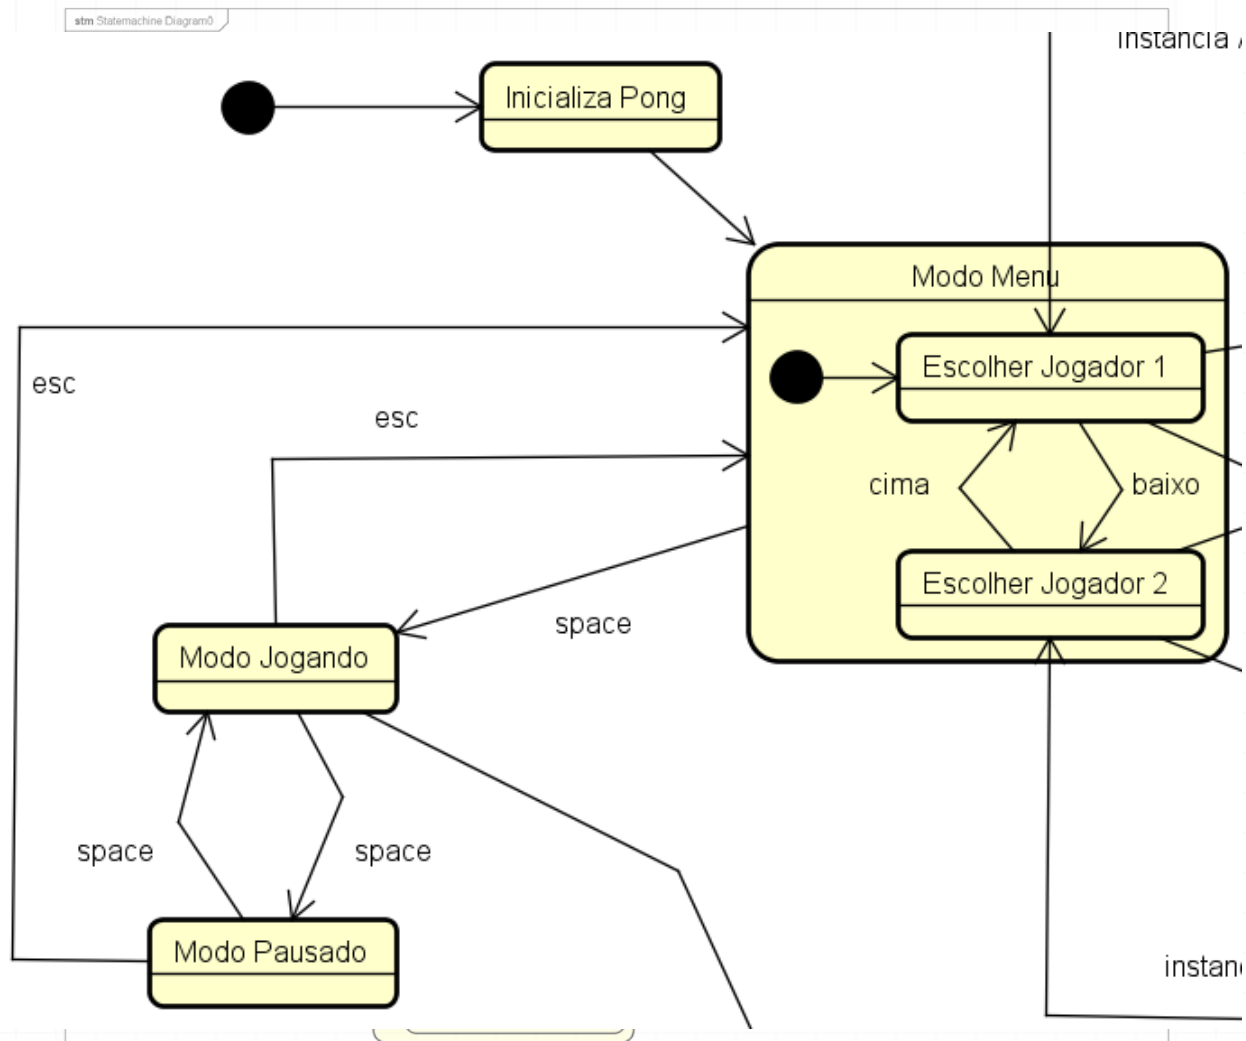 stm Statemachine Diagram0
instancia
Inicializa Pong
Modo Menu
Escolher Jogador 1
esc
esc
cima
baixo
Escolher Jogador 2
space
Modo Jogando
space
space
Modo Pausado